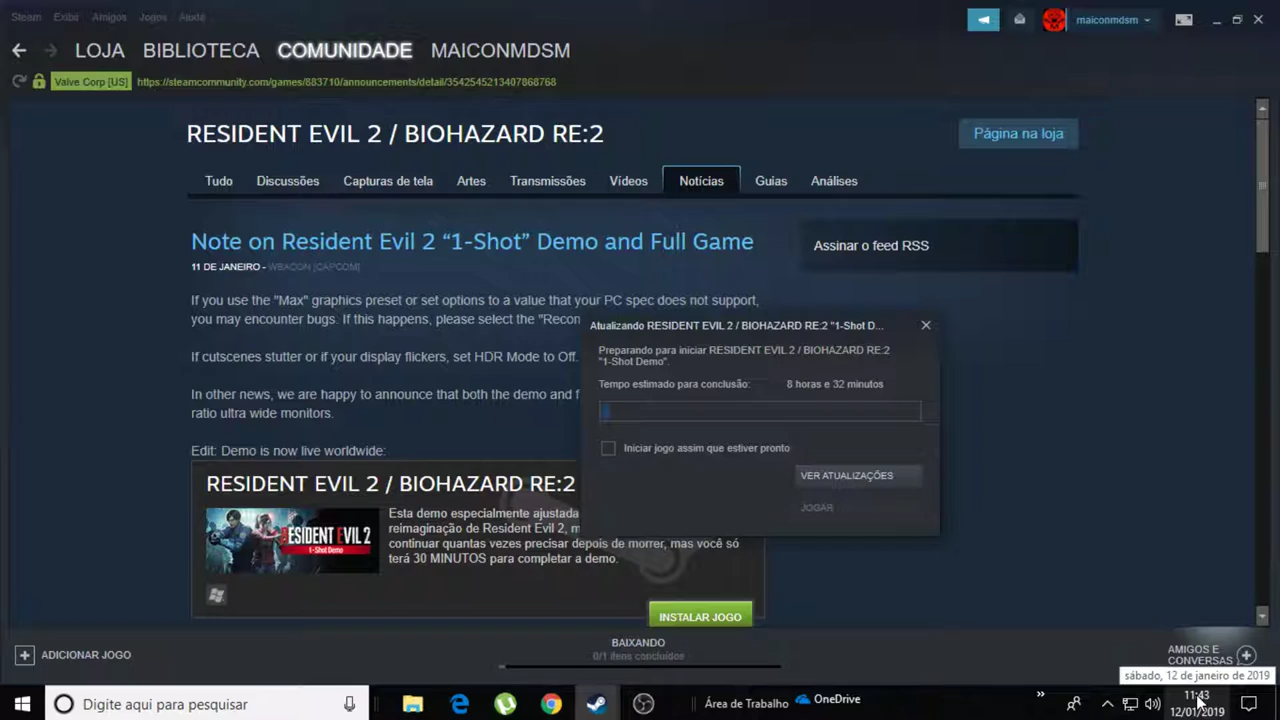 Steam Exibir Amigos Jogos Ajuda
maiconmdsm
LOJA BIBLIOTECA COMUNIDADE MAICONMDSM
Valve Corp [US] https://steamcommunity.com/games/883710/announcements/detail/3542545213407868768
RESIDENT EVIL 2 / BIOHAZARD RE:2
Página na loja
Tudo Discussões Capturas de tela Artes Transmissões Vídeos Notícias Guias Análises
Note on Resident Evil 2 “1-Shot” Demo and Full Game
Assinar o feed RSS
11 DE JANEIRO - WBACON [CAPCOM]
If you use the "Max" graphics preset or set options to a value that your PC spec does not support,
you may encounter bugs. If this happens, please select the "Recon
If cutscenes stutter or if your display flickers, set HDR Mode to Off.
In other news, we are happy to announce that both the demo and f
ratio ultra wide monitors.
Edit: Demo is now live worldwide:
Atualizando RESIDENT EVIL 2 / BIOHAZARD RE:2 "1-Shot D...
Preparando para iniciar RESIDENT EVIL 2 / BIOHAZARD RE:2
"1-Shot Demo".
Tempo estimado para conclusão: 8 horas e 32 minutos
Iniciar jogo assim que estiver pronto
VER ATUALIZAÇÕES
JOGAR
RESIDENT EVIL 2 / BIOHAZARD RE:2
RESIDENT EVIL 2
1-Shot Demo
Esta demo especialmente ajustada
reimaginação de Resident Evil 2, m
continuar quantas vezes precisar depois de morrer, mas você só
terá 30 MINUTOS para completar a demo.
INSTALAR JOGO
ADICIONAR JOGO
BAIXANDO
0/1 itens concluídos
AMIGOS E
CONVERSAS
sábado, 12 de janeiro de 2019
Digite aqui para pesquisar
Área de Trabalho
OneDrive
11:43
12/01/2019